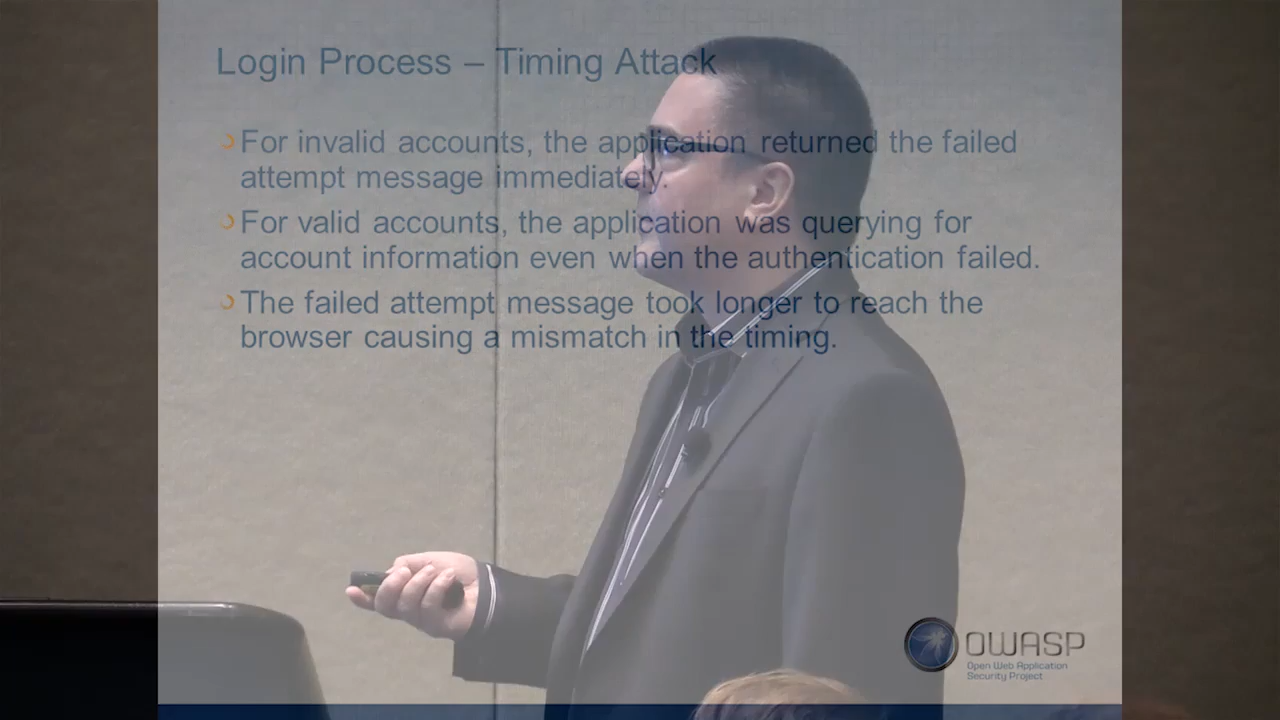 Login Process – Timing Attack
For invalid accounts, the application returned the failed
attempt message immediately.
For valid accounts, the application was querying for
account information even when the authentication failed.
The failed attempt message took longer to reach the
browser causing a mismatch in the timing.
OWASP
Open Web Application
Security Project